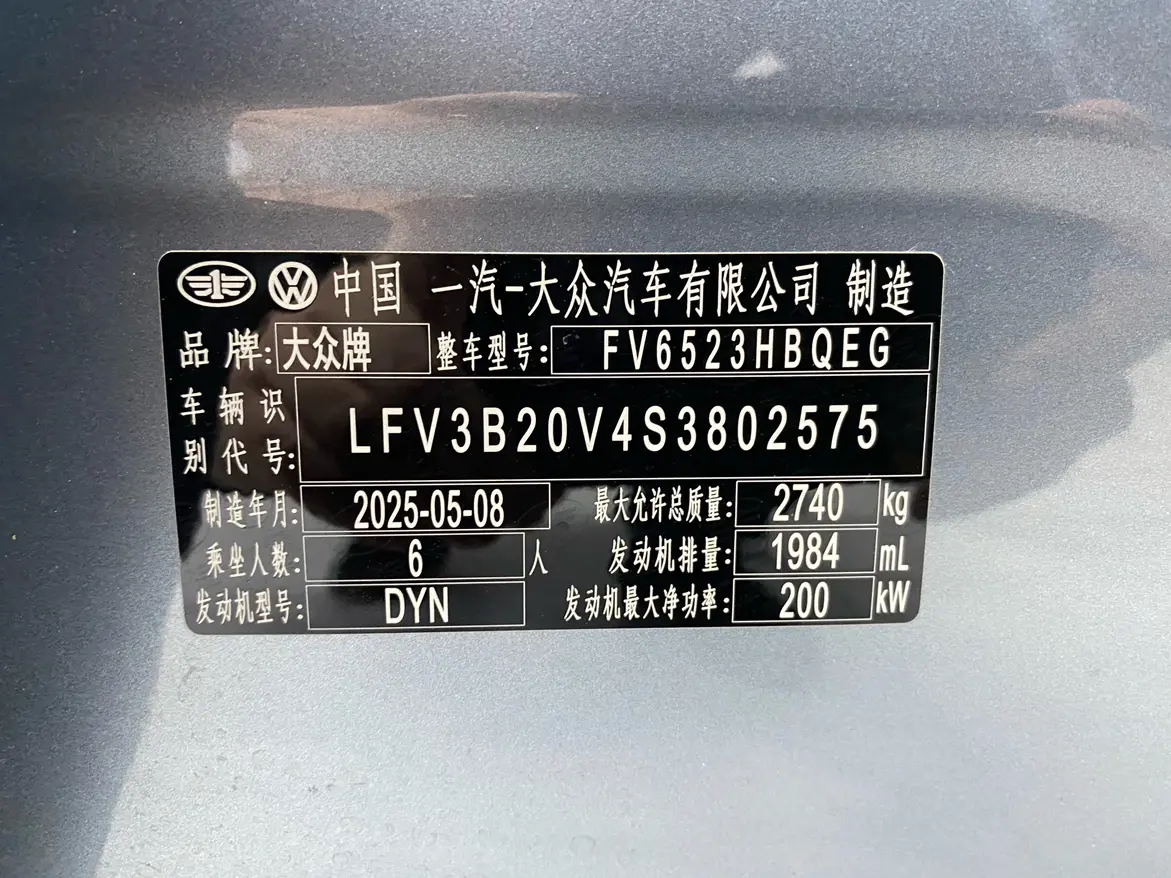 中国 一汽-大众汽车有限公司 制造
品牌: 大众牌 整车型号: FV6523HBQEG
车辆识
别代号: LFV3B20V4S3802575
制造年月: 2025-05-08 最大允许总质量: 2740 kg
乘坐人数: 6 人 发动机排量: 1984 mL
发动机型号: DYN 发动机最大净功率: 200 kW